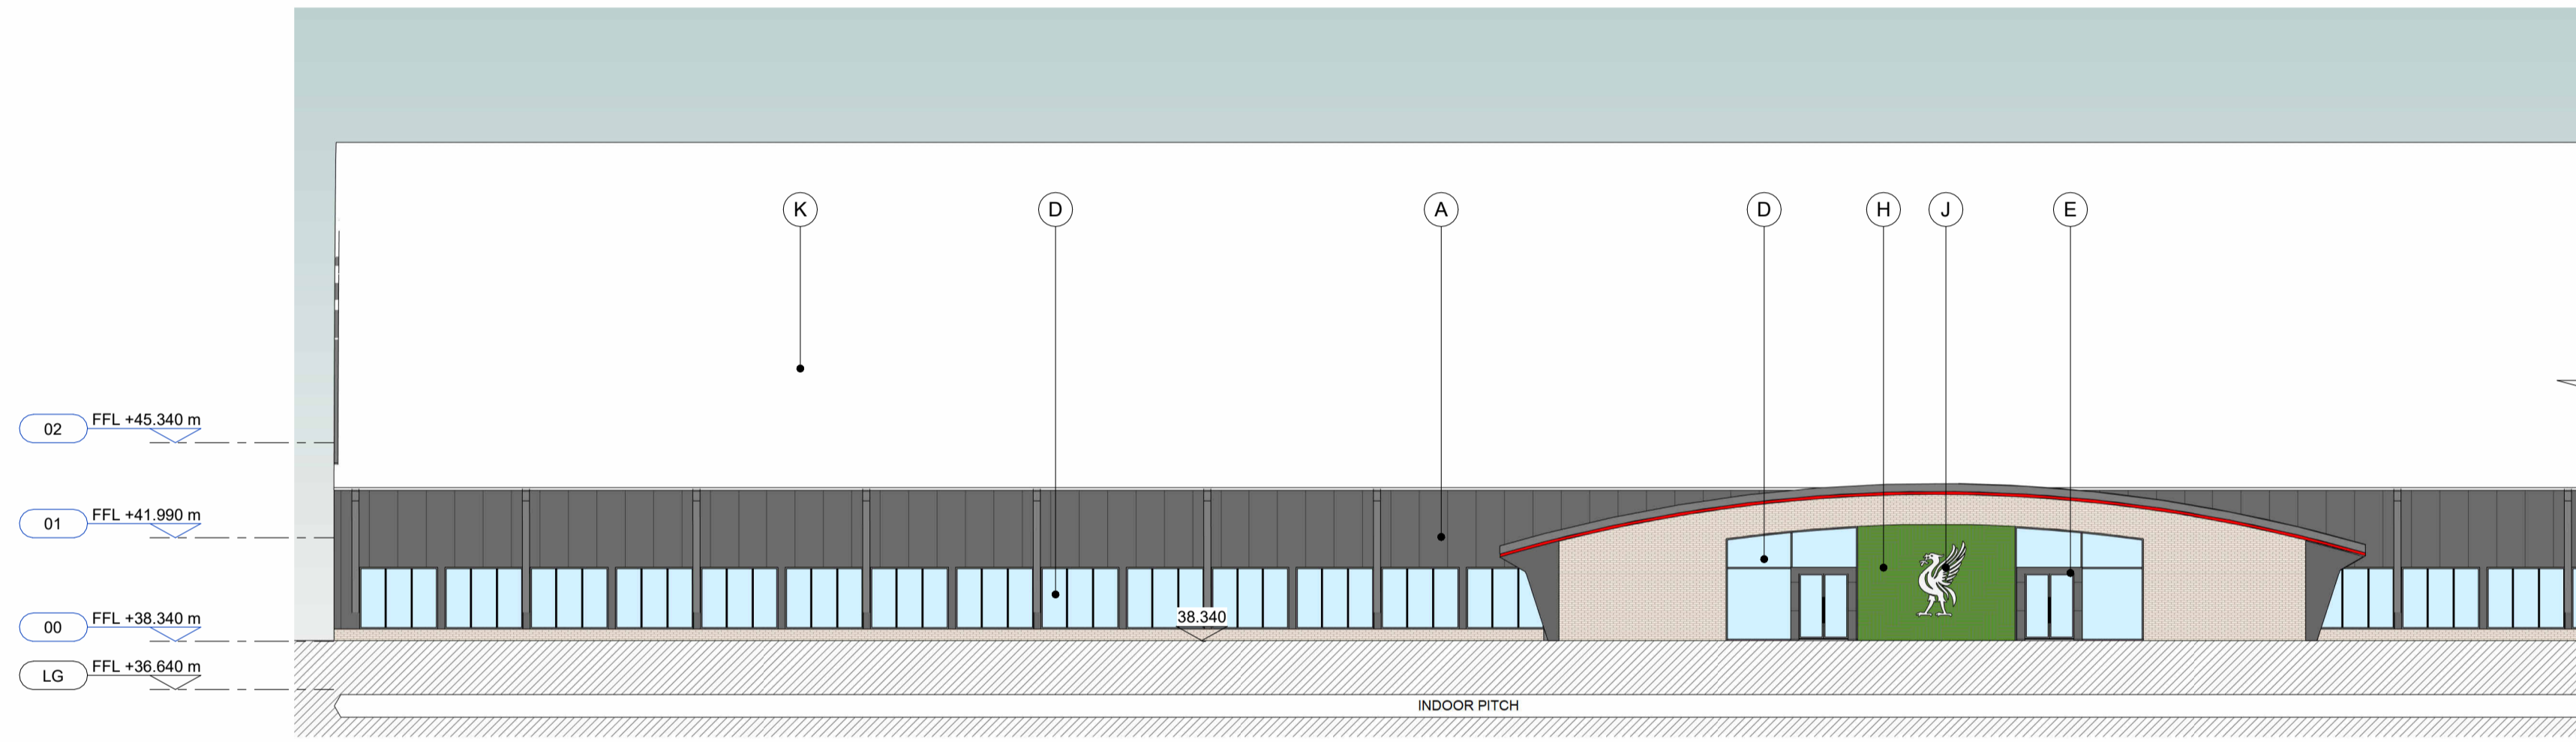 K D A D H J E
02 FFL +45.340 m
01 FFL +41.990 m
00 FFL +38.340 m
38.340
LG FFL +36.640 m
INDOOR PITCH